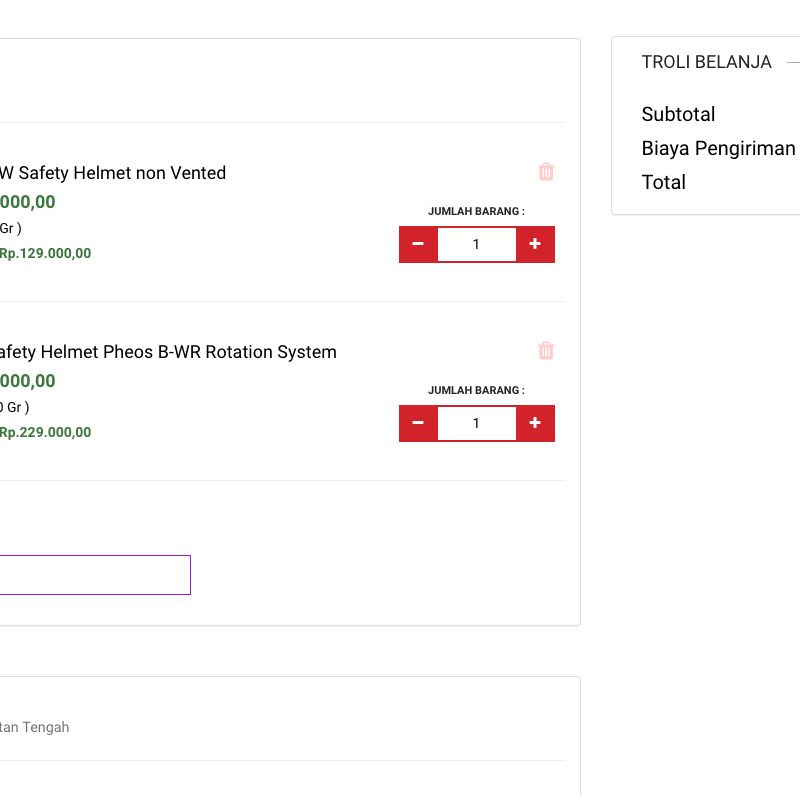 W Safety Helmet non Vented
000,00
Gr )
Rp.129.000,00
JUMLAH BARANG :
1
afety Helmet Pheos B-WR Rotation System
000,00
0 Gr )
Rp.229.000,00
JUMLAH BARANG :
1
tan Tengah
TROLI BELANJA
Subtotal
Biaya Pengiriman
Total